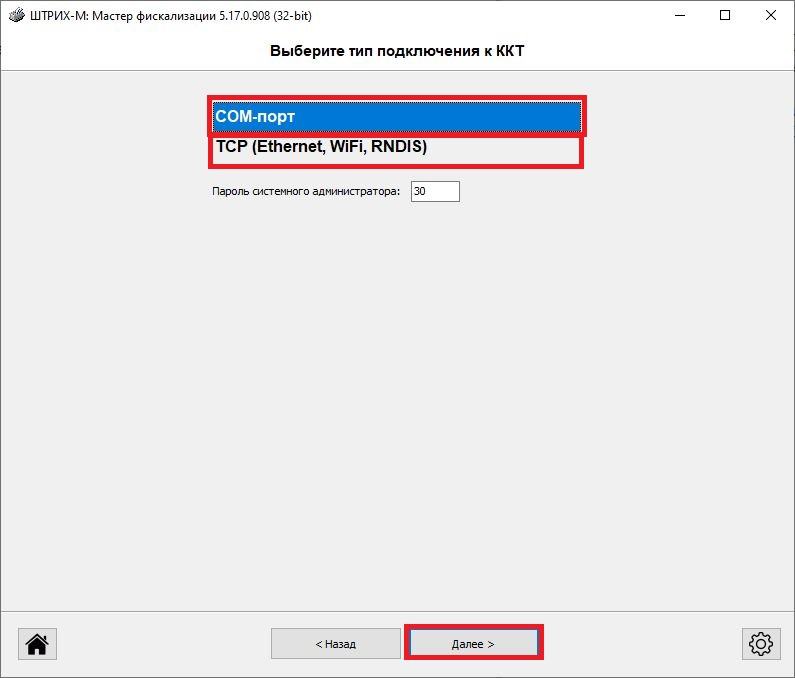 ШТРИХ-М: Мастер фискализации 5.17.0.908 (32-bit)
Выберите тип подключения к ККТ
COM-порт
TCP (Ethernet, WiFi, RNDIS)
Пароль системного администратора: 30
< Назад
Далее >